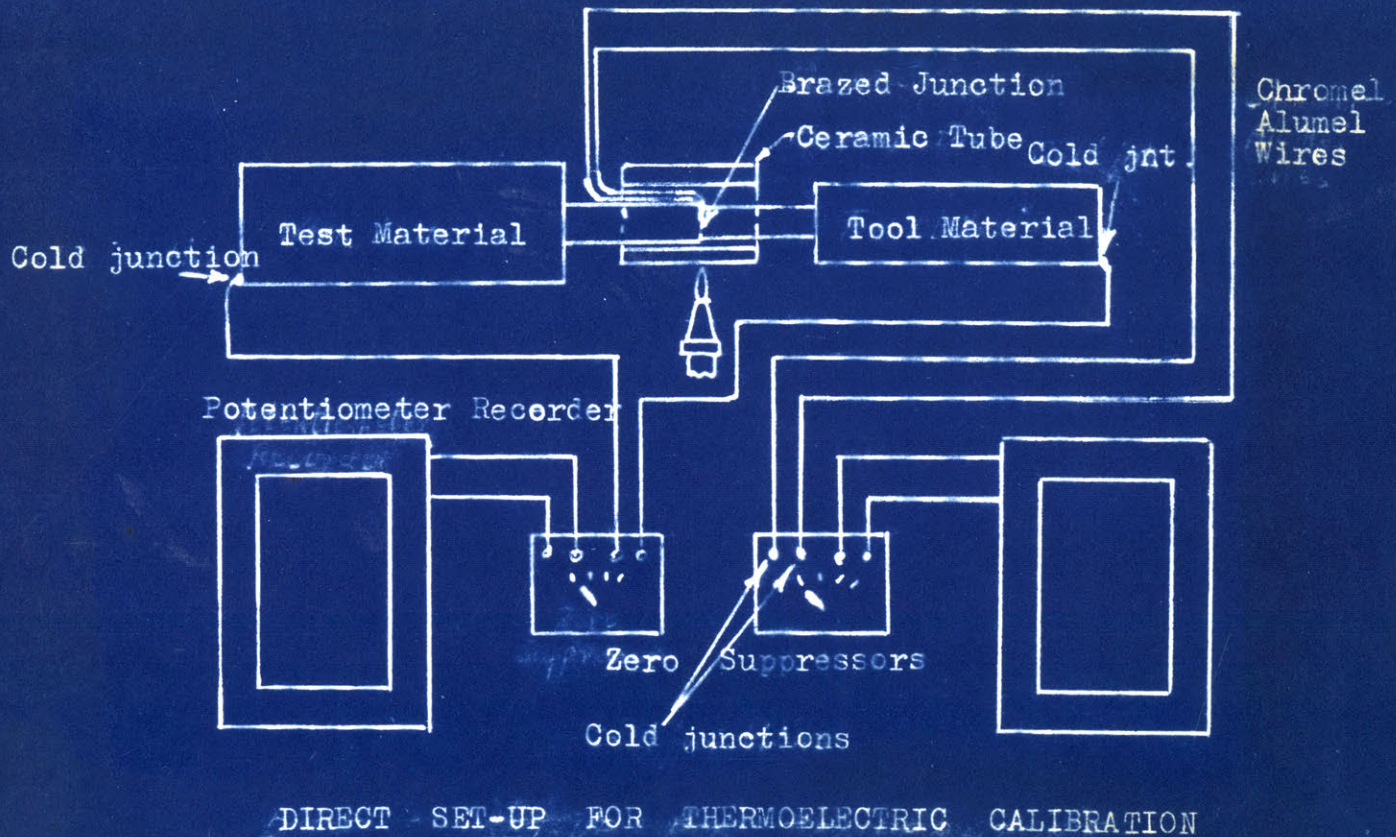 Brazed Junction
Chromel
Alumel
Wires
Ceramic Tube
Cold jnt
Test Material
Tool Material
Cold junction
Potentiometer Recorder
Zero Suppressors
Cold junctions
DIRECT SET-UP FOR THERMOELECTRIC CALIBRATION